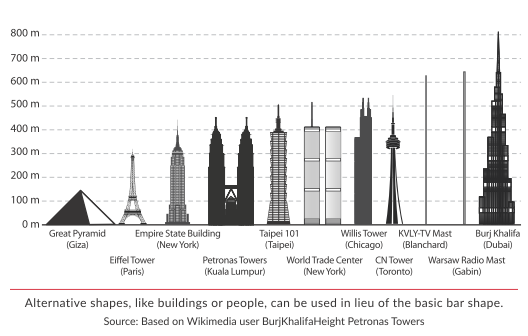 800 m
700 m
600 m
500 m
400 m
300 m
200 m
100 m
0 m
Great Pyramid
(Giza)
Eiffel Tower
(Paris)
Empire State Building
(New York)
Petronas Towers
(Kuala Lumpur)
Taipei 101
(Taipei)
World Trade Center
(New York)
Willis Tower
(Chicago)
CN Tower
(Toronto)
KVLY-TV Mast
(Blanchard)
Warsaw Radio Mast
(Gabin)
Burj Khalifa
(Dubai)
Alternative shapes, like buildings or people, can be used in lieu of the basic bar shape.
Source: Based on Wikimedia user BurjKhalifaHeight Petronas Towers